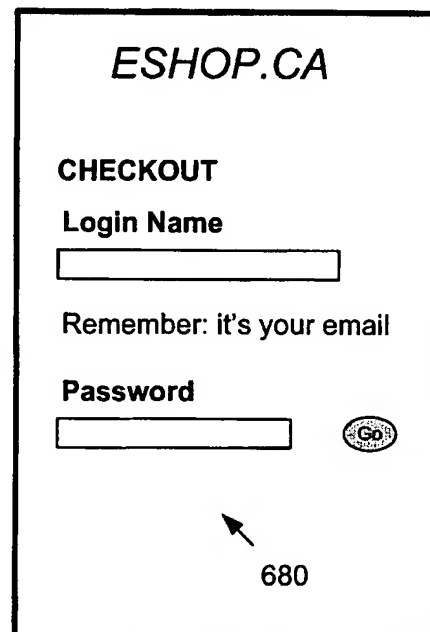 ESHOP.CA
CHECKOUT
Login Name
Remember: it's your email
Password
Go
680